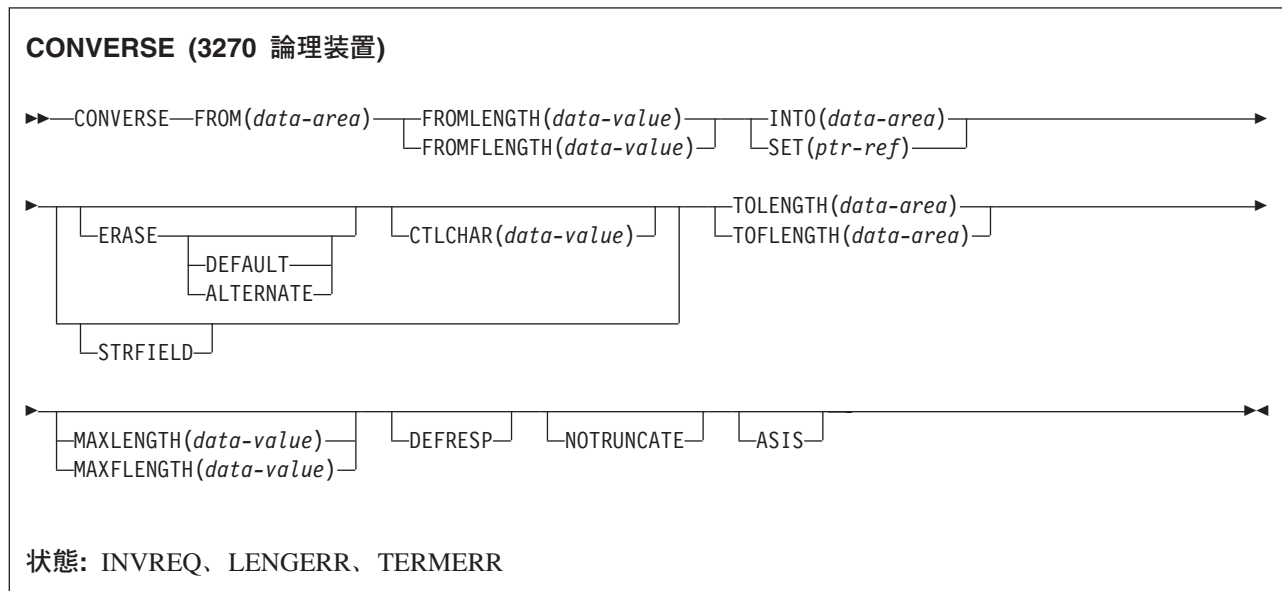 CONVERSE (3270 論理装置)
CONVERSE FROM(data-area) FROMLENGTH(data-value) INTO(data-area)
FROMFLENGTH(data-value) SET(ptr-ref)
TOLENGTH(data-area)
ERASE CTLCHAR(data-value) TOFLENGTH(data-area)
DEFAULT
ALTERNATE
STRFIELD
MAXLENGTH(data-value) DEFRESP NOTRUNCATE ASIS
MAXFLENGTH(data-value)
状態: INVREQ、LENGERR、TERMERR